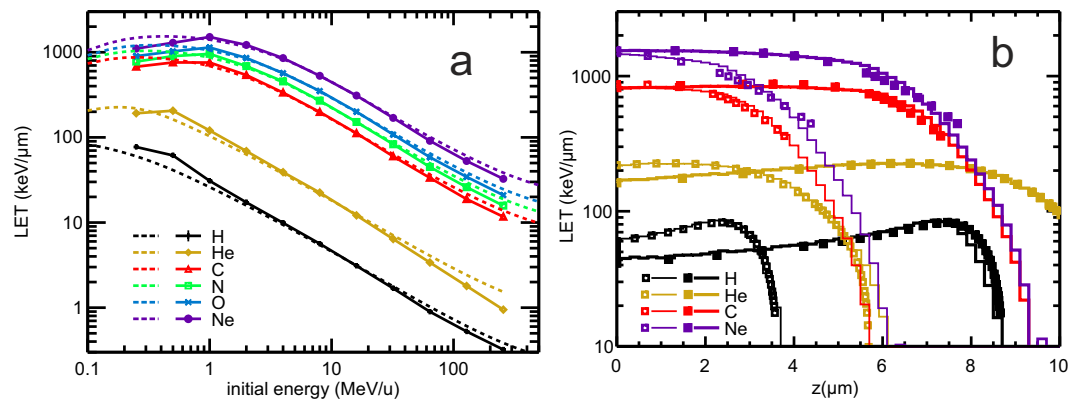 a
LET (keV/µm)
1000
100
10
1
H
He
C
N
O
Ne
0.1
1
10
100
initial energy (MeV/u)
b
LET (keV/µm)
1000
100
10
H
He
C
Ne
0
2
4
6
8
10
z(µm)